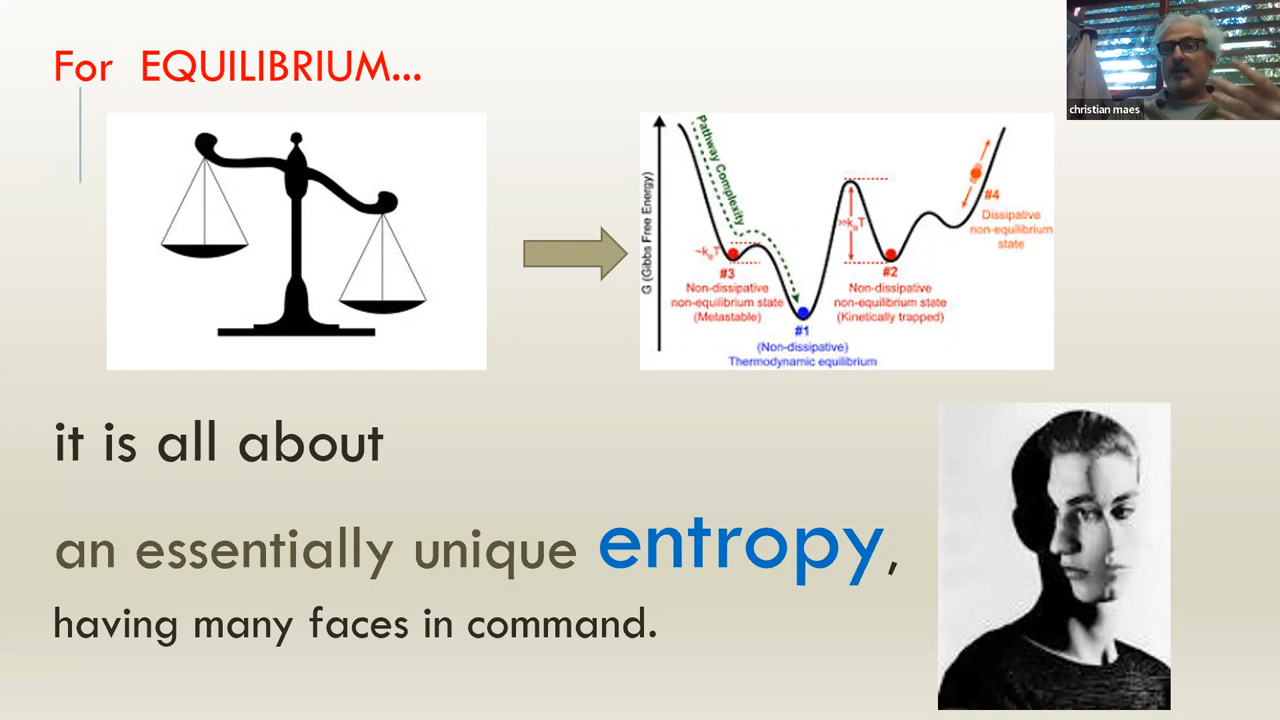 For EQUILIBRIUM...
christian maes
G (Gibbs Free Energy)
Pathway Complexity
~kBT
#3
Non-dissipative
non-equilibrium state
(Metastable)
#1
(Non-dissipative)
Thermodynamic equilibrium
>>kBT
#2
Non-dissipative
non-equilibrium state
(Kinetically trapped)
#4
Dissipative
non-equilibrium
state
it is all about
an essentially unique entropy,
having many faces in command.